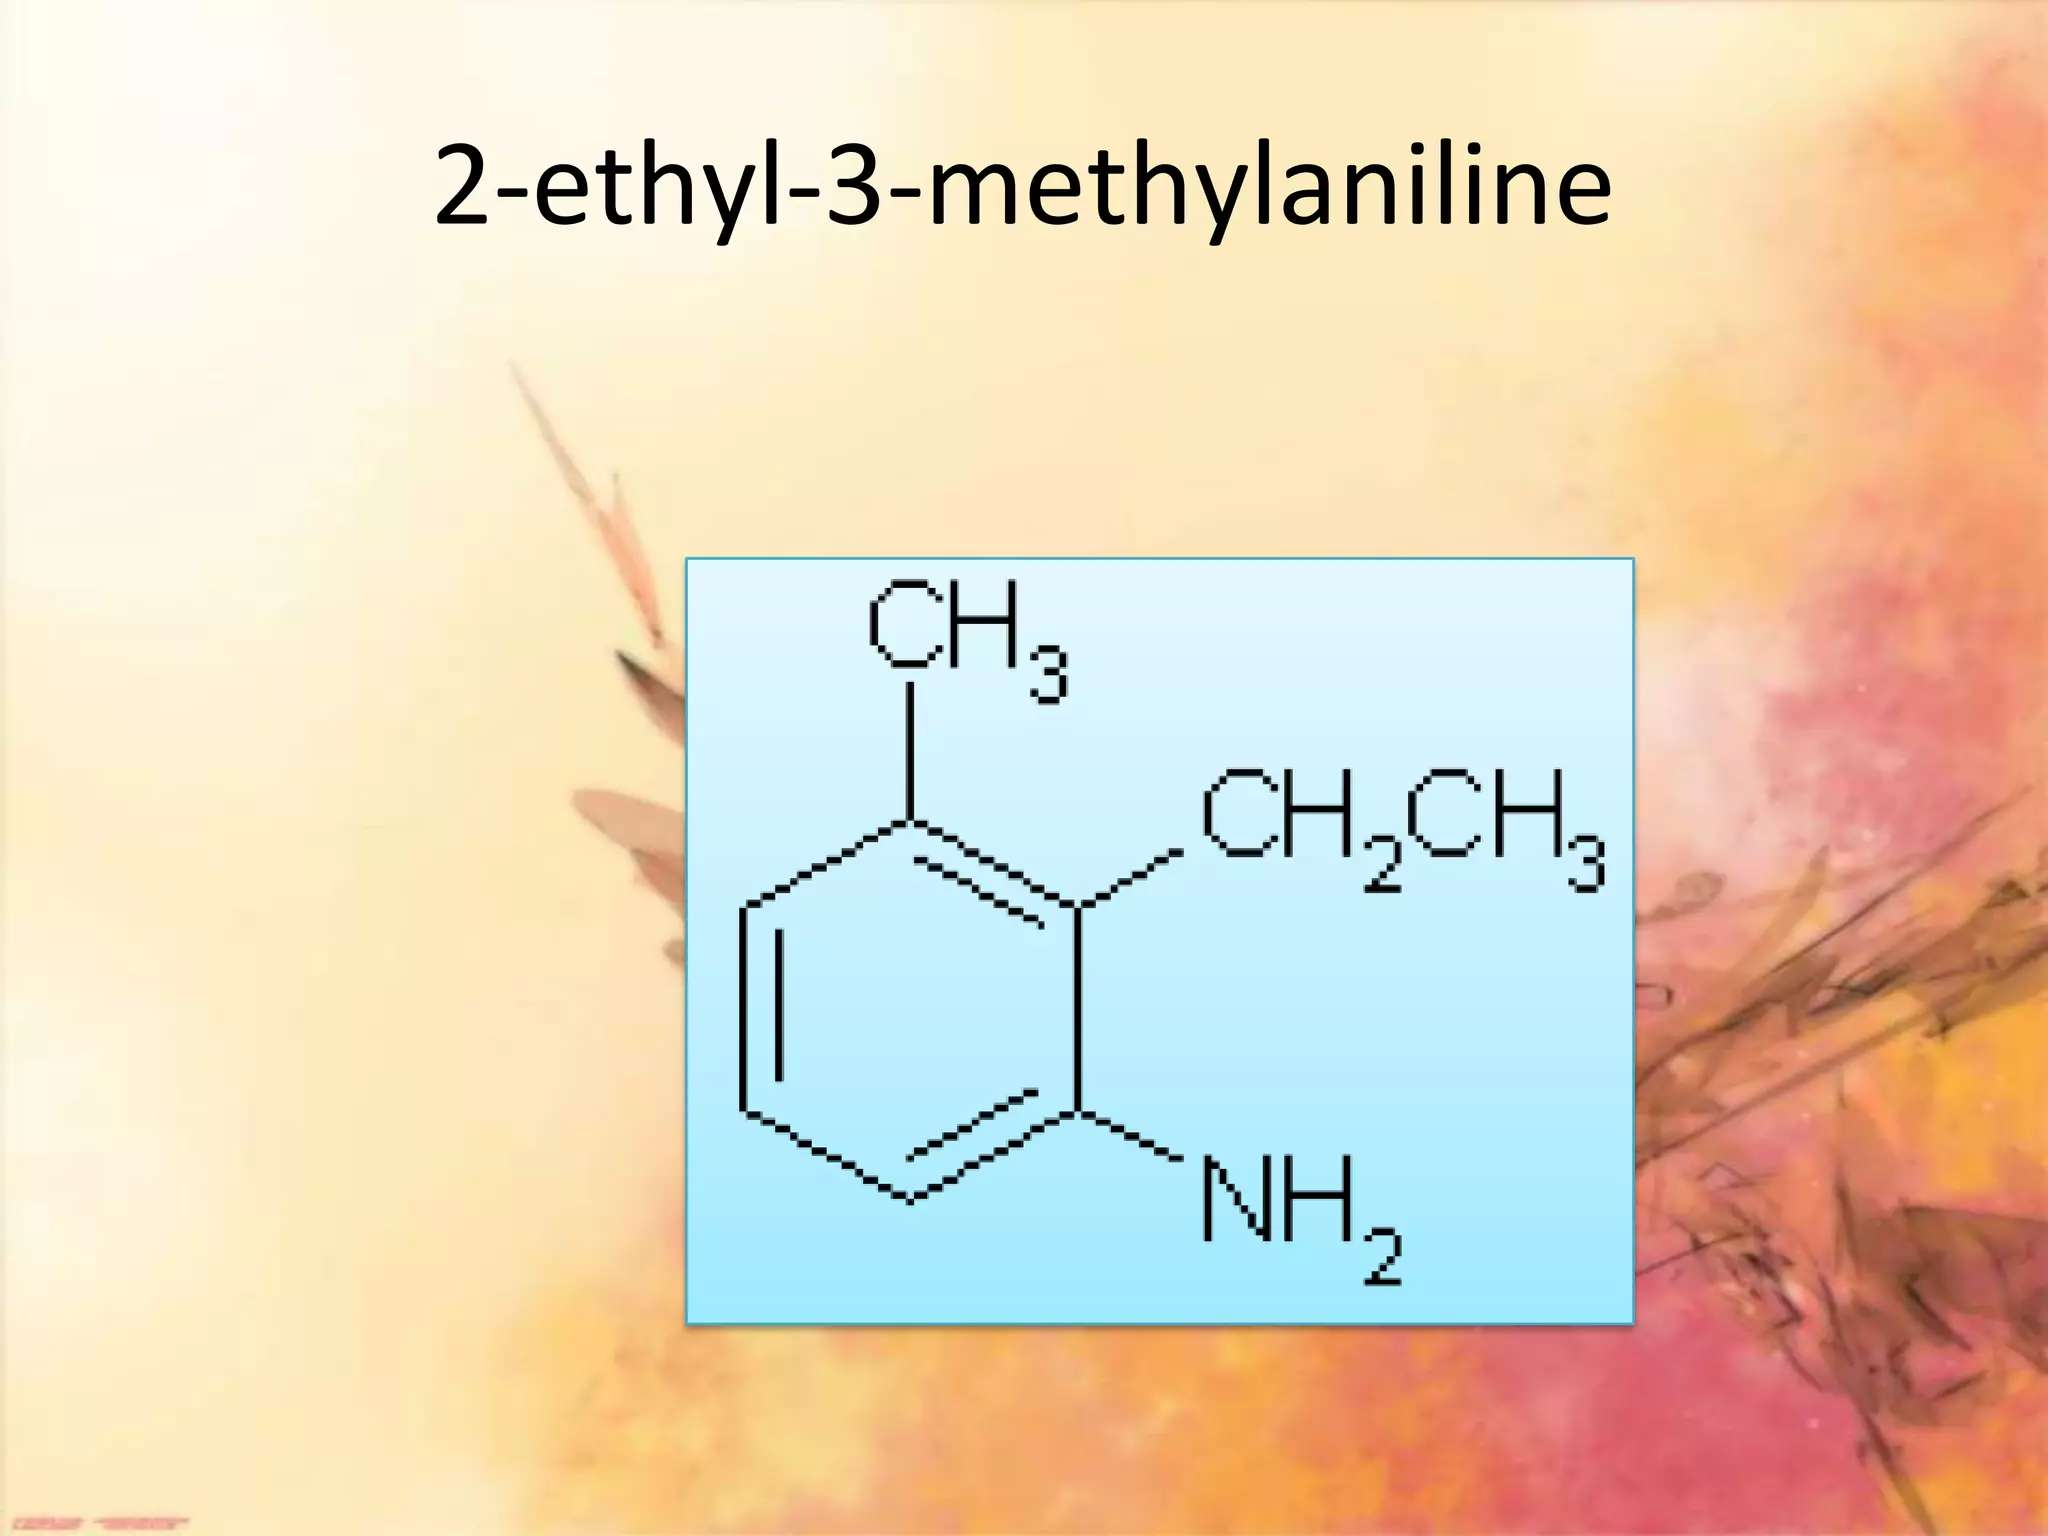 2-ethyl-3-methylaniline
CH₃
CH₂CH₃
NH₂